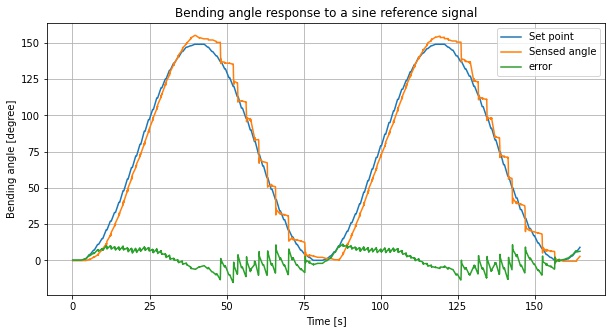 Bending angle response to a sine reference signal
Bending angle [degree]
150
125
100
75
50
25
0
Set point
Sensed angle
error
0 25 50 75 100 125 150
Time [s]